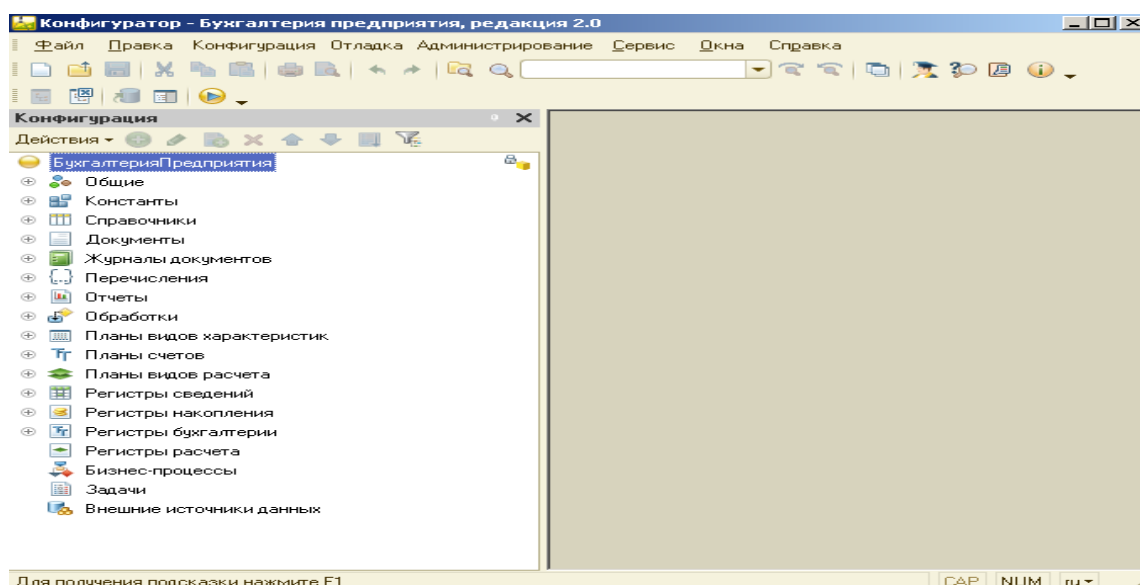 Конфигуратор - Бухгалтерия предприятия, редакция 2.0
Файл Правка Конфигурация Отладка Администрирование Сервис Окна Справка
Конфигурация
Действия
БухгалтерияПредприятия
Общие
Константы
Справочники
Документы
Журналы документов
Перечисления
Отчеты
Обработки
Планы видов характеристик
Планы счетов
Планы видов расчета
Регистры сведений
Регистры накопления
Регистры бухгалтерии
Регистры расчета
Бизнес-процессы
Задачи
Внешние источники данных
Для получения подсказки нажмите F1 CAP NUM ru